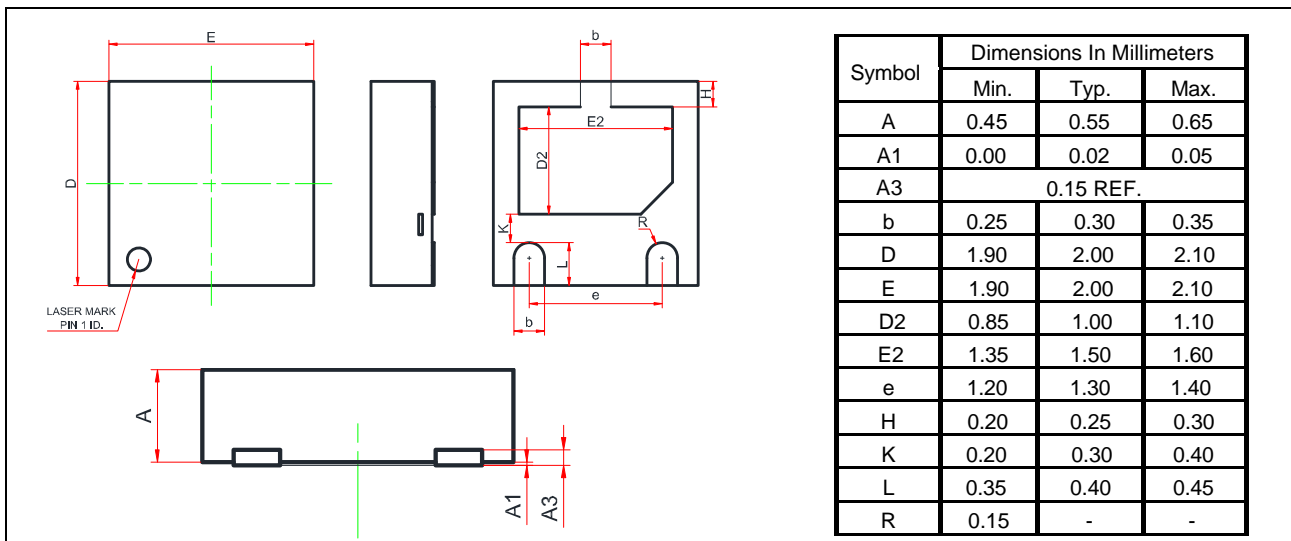 E
D
LASER MARK
PIN 1 ID.
b
H
E2
D2
K
R
L
e
b
A
A1
A3
Symbol Dimensions In Millimeters
Min. Typ. Max.
A 0.45 0.55 0.65
A1 0.00 0.02 0.05
A3 0.15 REF.
b 0.25 0.30 0.35
D 1.90 2.00 2.10
E 1.90 2.00 2.10
D2 0.85 1.00 1.10
E2 1.35 1.50 1.60
e 1.20 1.30 1.40
H 0.20 0.25 0.30
K 0.20 0.30 0.40
L 0.35 0.40 0.45
R 0.15 - -